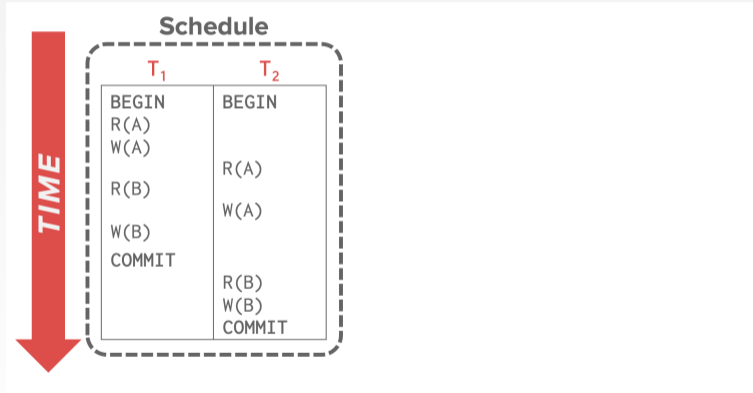 Schedule
T₁ T₂
BEGIN BEGIN
R(A)
W(A)
R(A)
R(B)
W(A)
W(B)
COMMIT
R(B)
W(B)
COMMIT
TIME